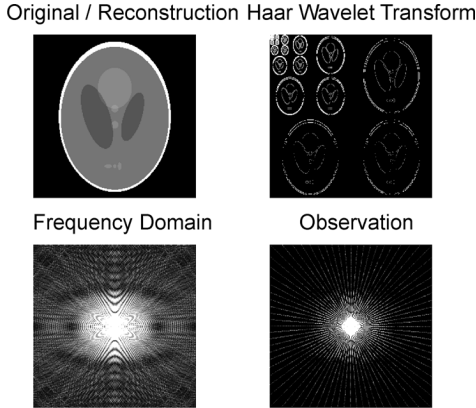 Original / Reconstruction
Haar Wavelet Transform
Frequency Domain
Observation